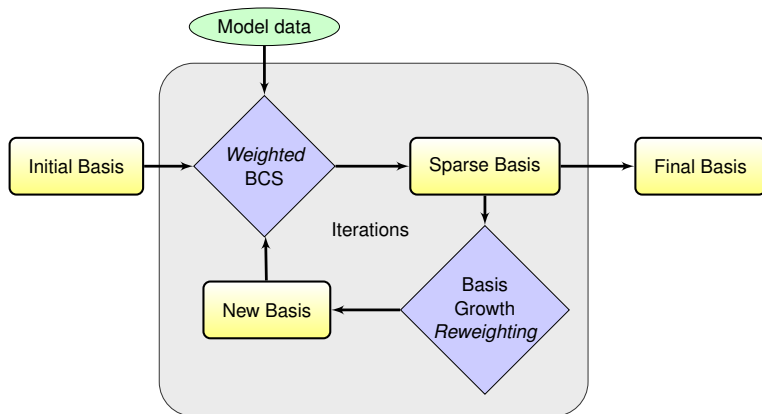 Model data
Initial Basis
Weighted
BCS
Sparse Basis
Final Basis
Iterations
Basis
Growth
Reweighting
New Basis